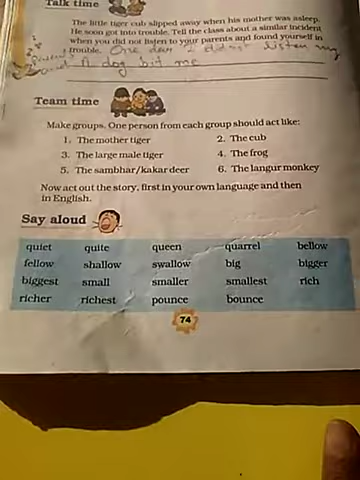 Talk time
The little tiger cub slipped away when his mother was asleep.
He soon got into trouble. Tell the class about a similar incident
when you did not listen to your parents and found yourself in
trouble. One day I did not listen my
and A dog bit me
Team time
Make groups. One person from each group should act like:
1. The mother tiger 2. The cub
3. The large male tiger 4. The frog
5. The sambhar/kakar deer 6. The langur monkey
Now act out the story, first in your own language and then
in English.
Say aloud
quiet quite queen quarrel bellow
fellow shallow swallow big bigger
biggest small smaller smallest rich
richer richest pounce bounce
74